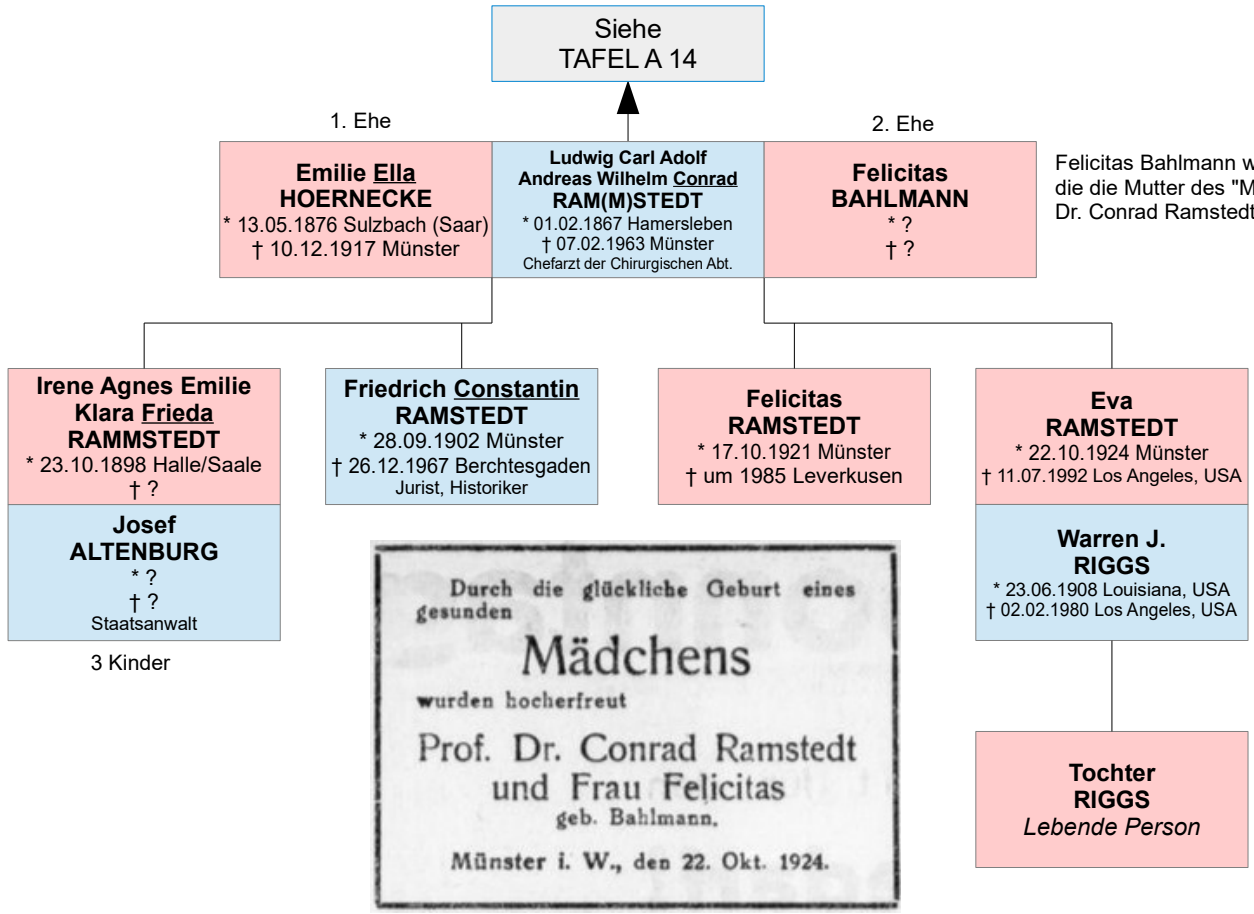 Siehe
TAFEL A 14
1. Ehe
2. Ehe
Emilie Ella
HOERNECKE
* 13.05.1876 Sulzbach (Saar)
† 10.12.1917 Münster
Ludwig Carl Adolf
Andreas Wilhelm Conrad
RAM(M)STEDT
* 01.02.1867 Hamersleben
† 07.02.1963 Münster
Chefarzt der Chirurgischen Abt.
Felicitas
BAHLMANN
* ?
† ?
Felicitas Bahlmann w
die die Mutter des "M
Dr. Conrad Ramstedt
Irene Agnes Emilie
Klara Frieda
RAMMSTEDT
* 23.10.1898 Halle/Saale
† ?
Josef
ALTENBURG
* ?
† ?
Staatsanwalt
3 Kinder
Friedrich Constantin
RAMSTEDT
* 28.09.1902 Münster
† 26.12.1967 Berchtesgaden
Jurist, Historiker
Felicitas
RAMSTEDT
* 17.10.1921 Münster
† um 1985 Leverkusen
Eva
RAMSTEDT
* 22.10.1924 Münster
† 11.07.1992 Los Angeles, USA
Warren J.
RIGGS
* 23.06.1908 Louisiana, USA
† 02.02.1980 Los Angeles, USA
Tochter
RIGGS
Lebende Person
Durch die glückliche Geburt eines
gesunden
Mädchens
wurden hocherfreut
Prof. Dr. Conrad Ramstedt
und Frau Felicitas
geb. Bahlmann.
Münster i. W., den 22. Okt. 1924.